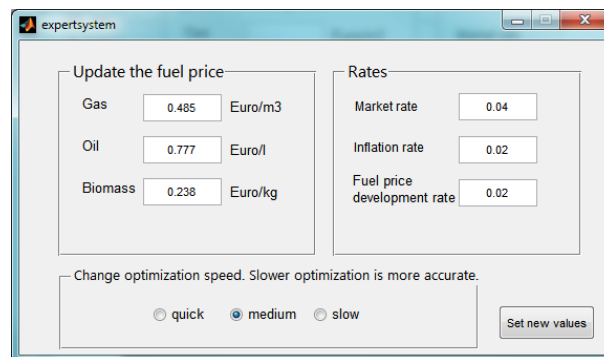 expertsystem
Update the fuel price
Gas 0.485 Euro/m3
Oil 0.777 Euro/l
Biomass 0.238 Euro/kg
Rates
Market rate 0.04
Inflation rate 0.02
Fuel price
development rate 0.02
Change optimization speed. Slower optimization is more accurate.
quick medium slow
Set new values